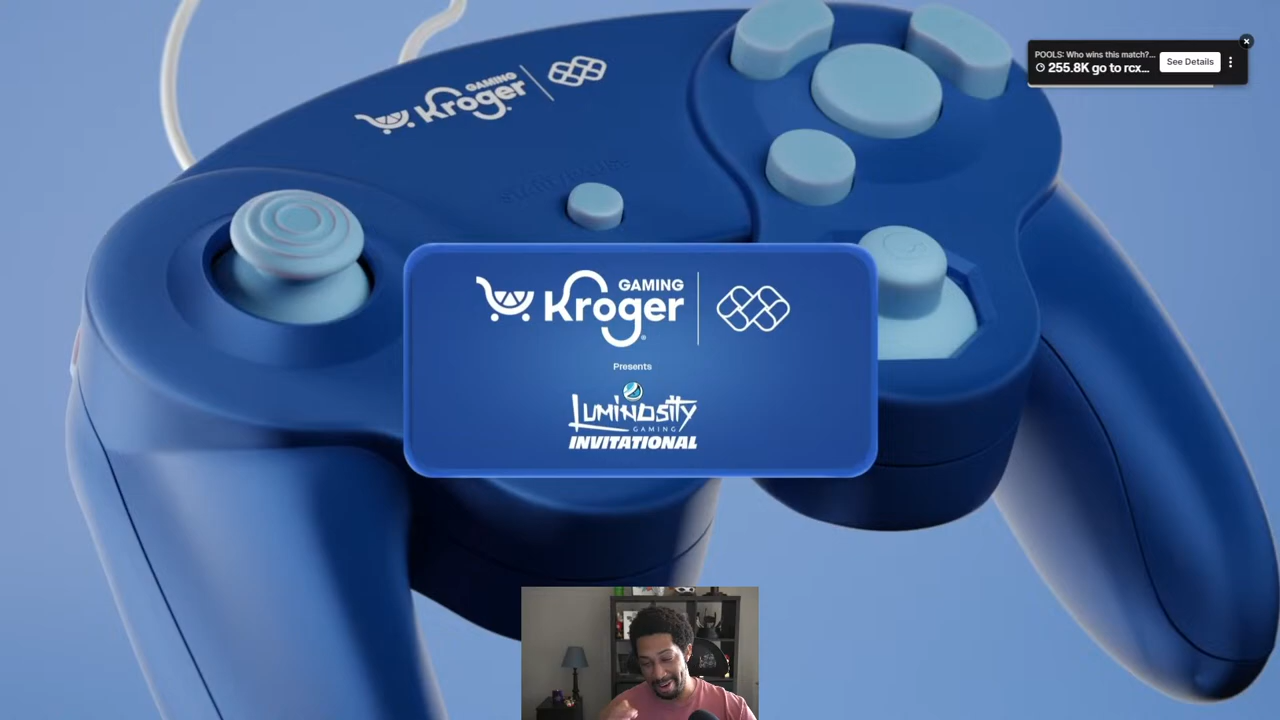 GAMING
Kroger
POOLS: Who wins this match?...
255.8K go to rcx...
See Details
GAMING
Kroger
Presents
LUMINOSITY
GAMING
INVITATIONAL